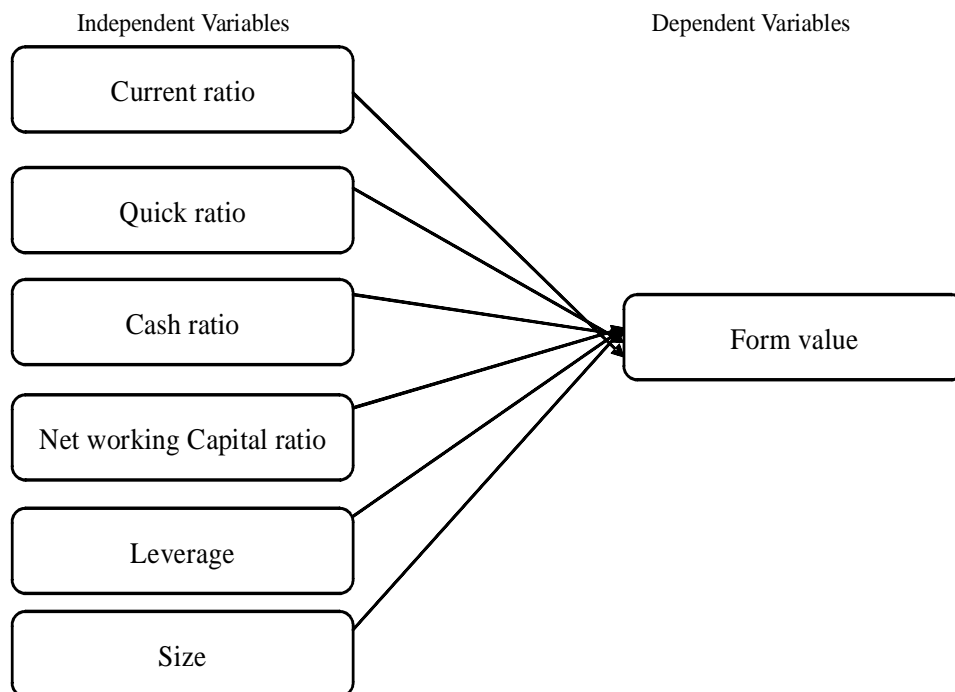 Independent Variables
Dependent Variables
Current ratio
Quick ratio
Cash ratio
Form value
Net working Capital ratio
Leverage
Size